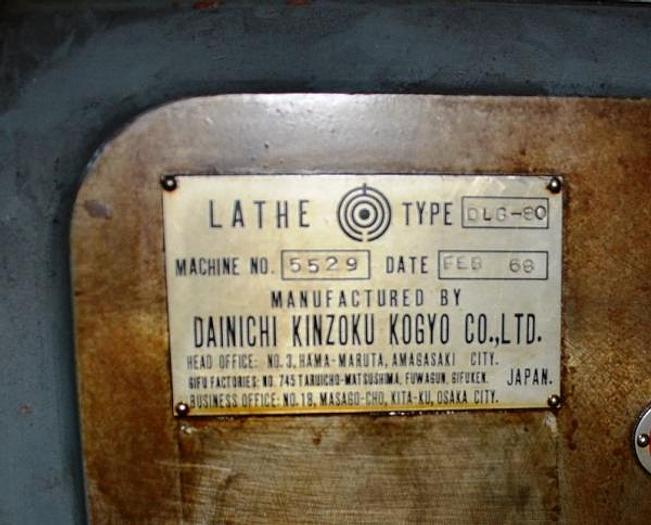 LATHE TYPE DLG-80
MACHINE NO. 5529 DATE FEB 68
MANUFACTURED BY
DAINICHI KINZOKU KOGYO CO.,LTD.
HEAD OFFICE: NO. 3, HAMA-MARUTA, AMAGASAKI CITY.
GIFU FACTORIES: NO. 745 TARUICHO-MATSUSHIMA, FUWAGUN, GIFUKEN. JAPAN.
BUSINESS OFFICE: NO. 18, MASAGO-CHO, KITA-KU, OSAKA CITY.